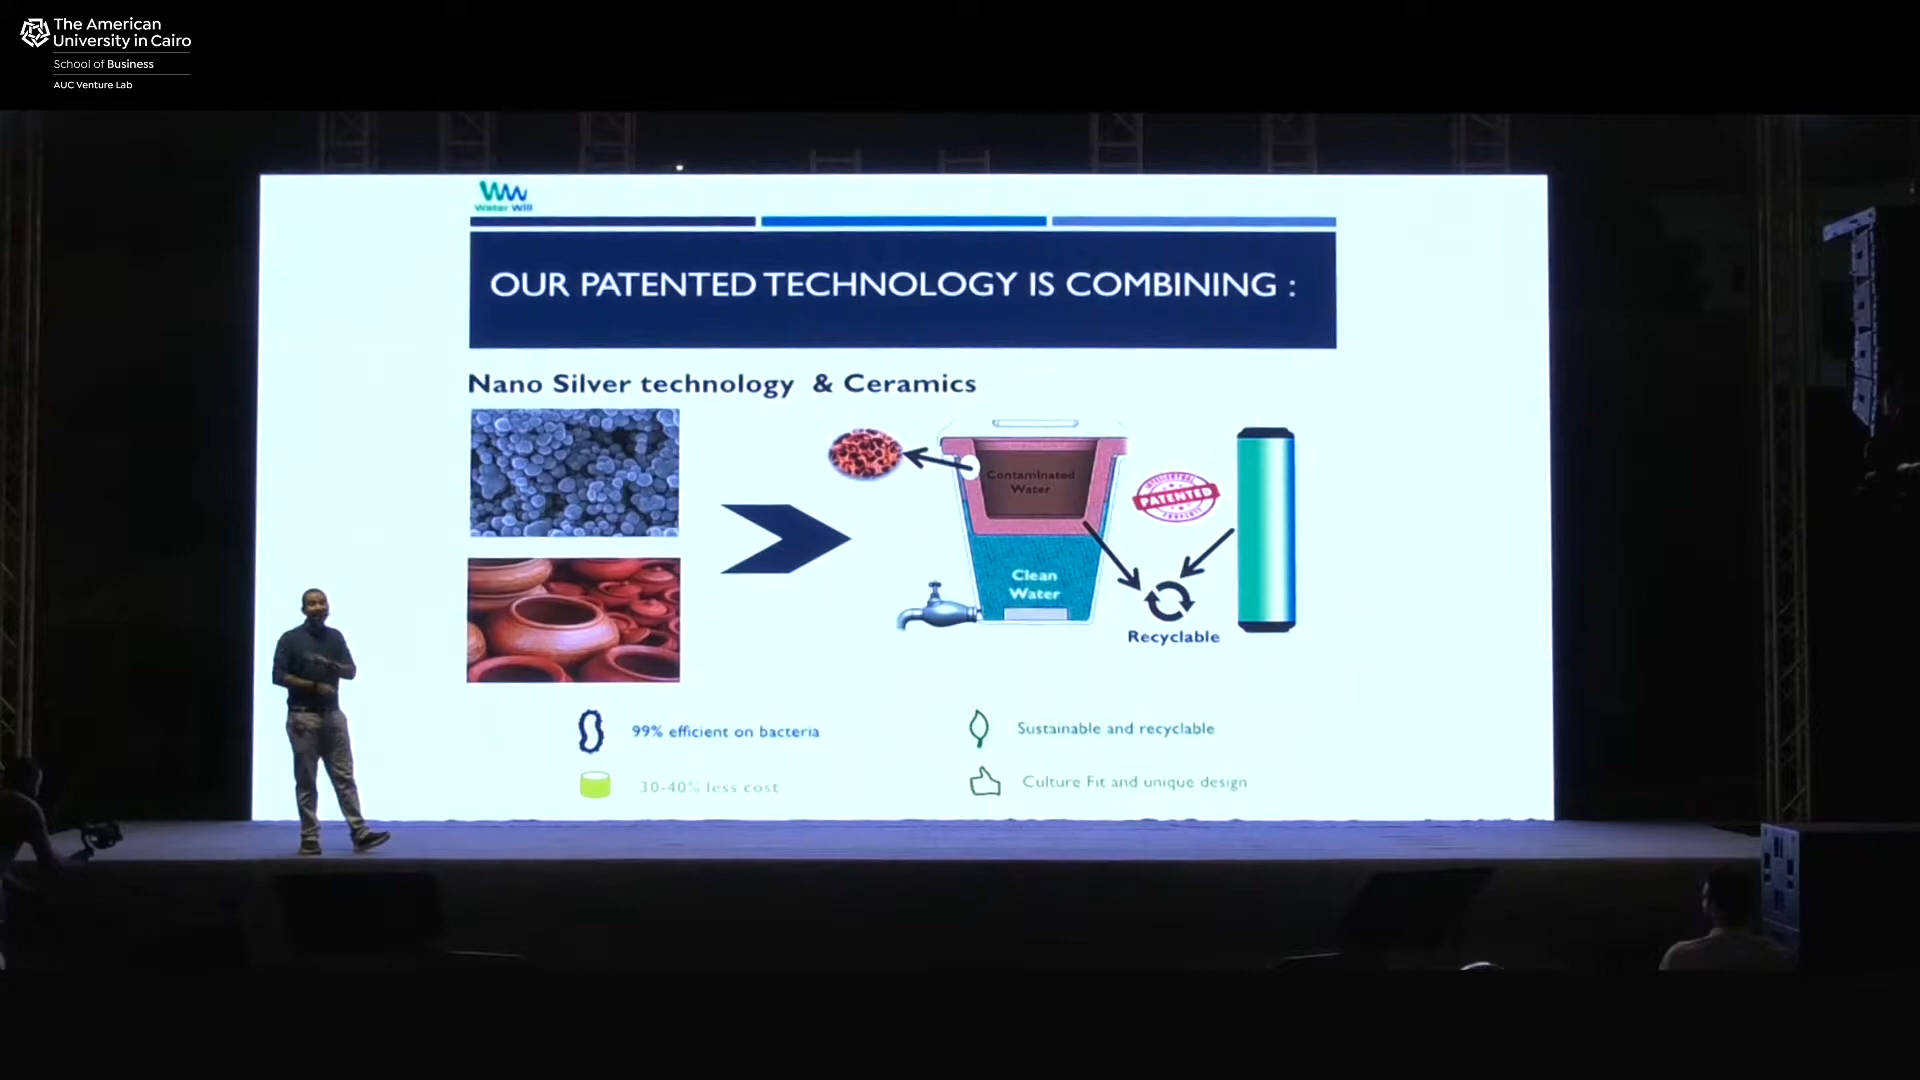 The American
University in Cairo
School of Business
AUC Venture Lab
Water Will
OUR PATENTED TECHNOLOGY IS COMBINING :
Nano Silver technology & Ceramics
Contaminated
Water
PATENTED
Clean
Water
Recyclable
99% efficient on bacteria
Sustainable and recyclable
30-40% less cost
Culture Fit and unique design